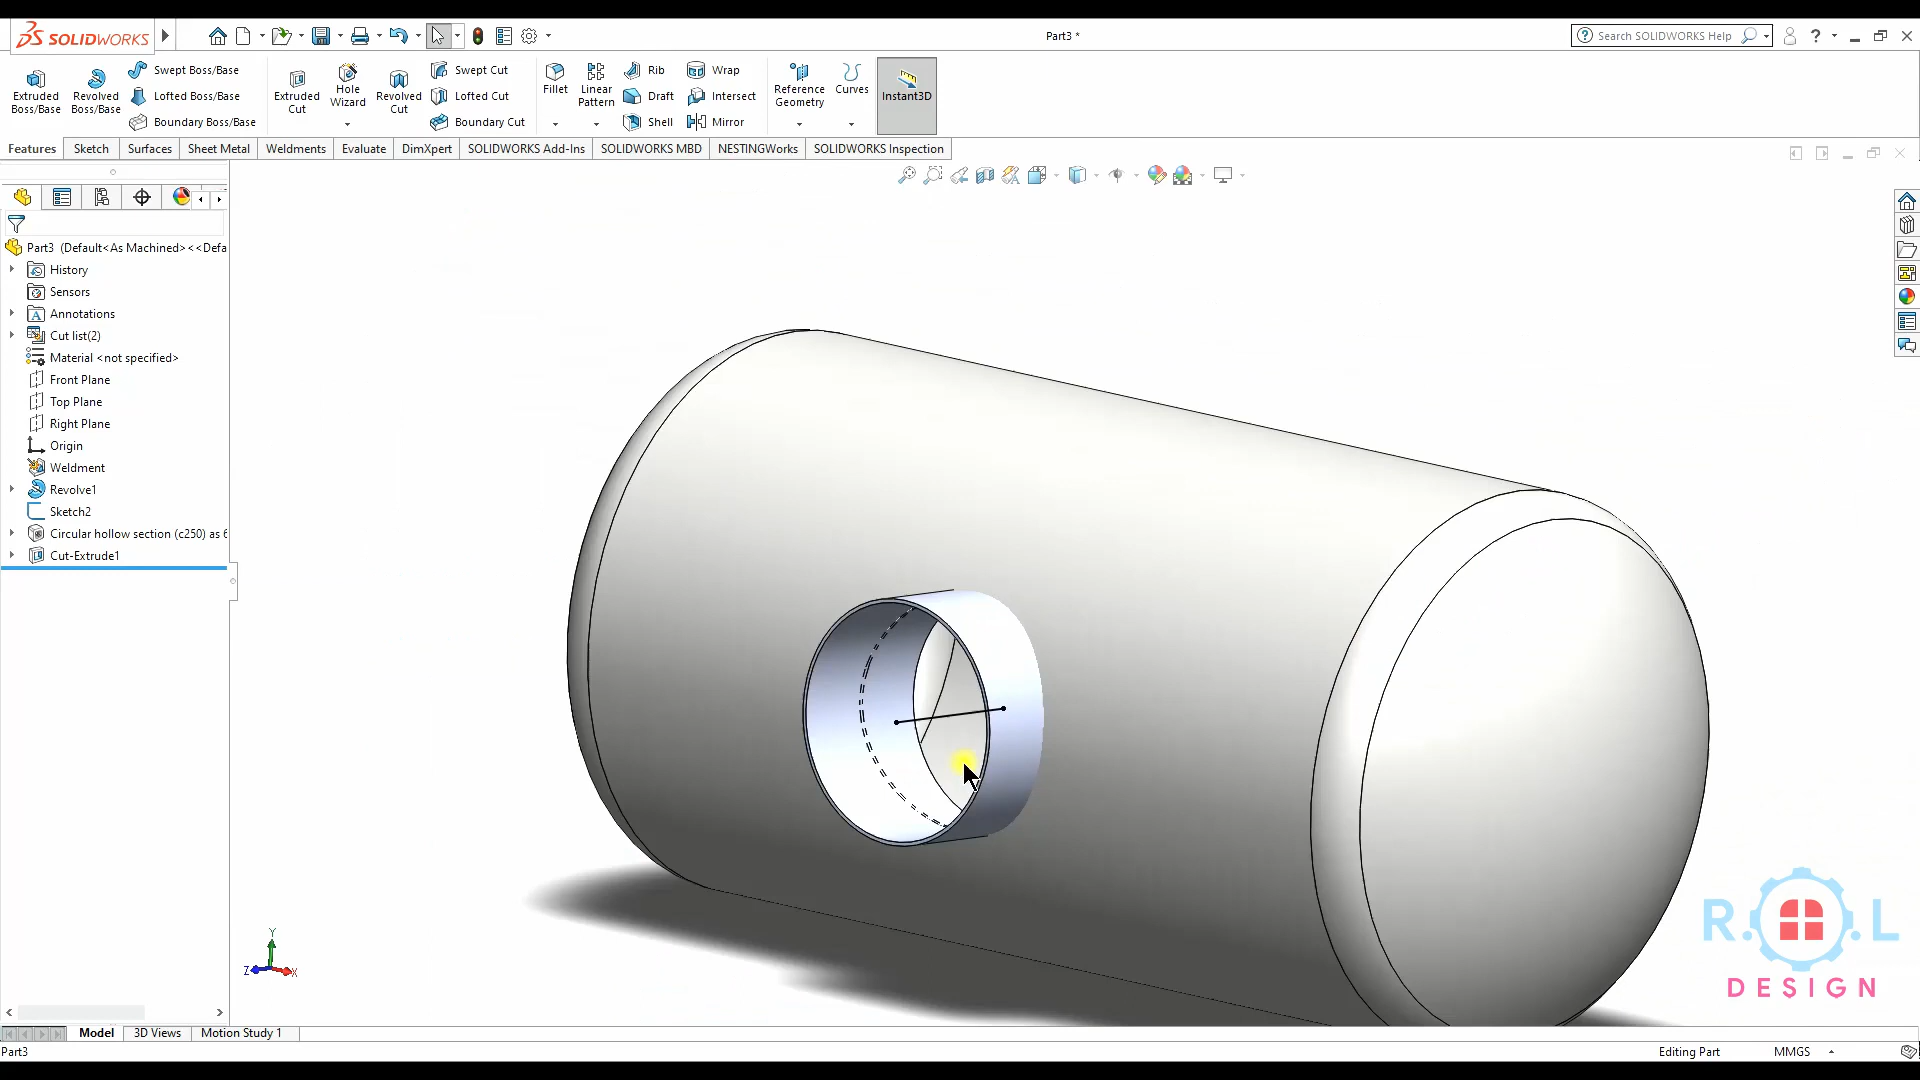 SOLIDWORKS
Part3 *
Search SOLIDWORKS Help
Extruded Boss/Base
Revolved Boss/Base
Swept Boss/Base
Lofted Boss/Base
Boundary Boss/Base
Extruded Cut
Hole Wizard
Revolved Cut
Swept Cut
Lofted Cut
Boundary Cut
Fillet
Linear Pattern
Rib
Draft
Shell
Wrap
Intersect
Mirror
Reference Geometry
Curves
Instant3D
Features
Sketch
Surfaces
Sheet Metal
Weldments
Evaluate
DimXpert
SOLIDWORKS Add-Ins
SOLIDWORKS MBD
NESTINGWorks
SOLIDWORKS Inspection
Part3 (Default<As Machined><<Defa
History
Sensors
Annotations
Cut list(2)
Material <not specified>
Front Plane
Top Plane
Right Plane
Origin
Weldment
Revolve1
Sketch2
Circular hollow section (c250) as 6
Cut-Extrude1
Y
Z
X
R.L
DESIGN
Model
3D Views
Motion Study 1
Part3
Editing Part
MMGS